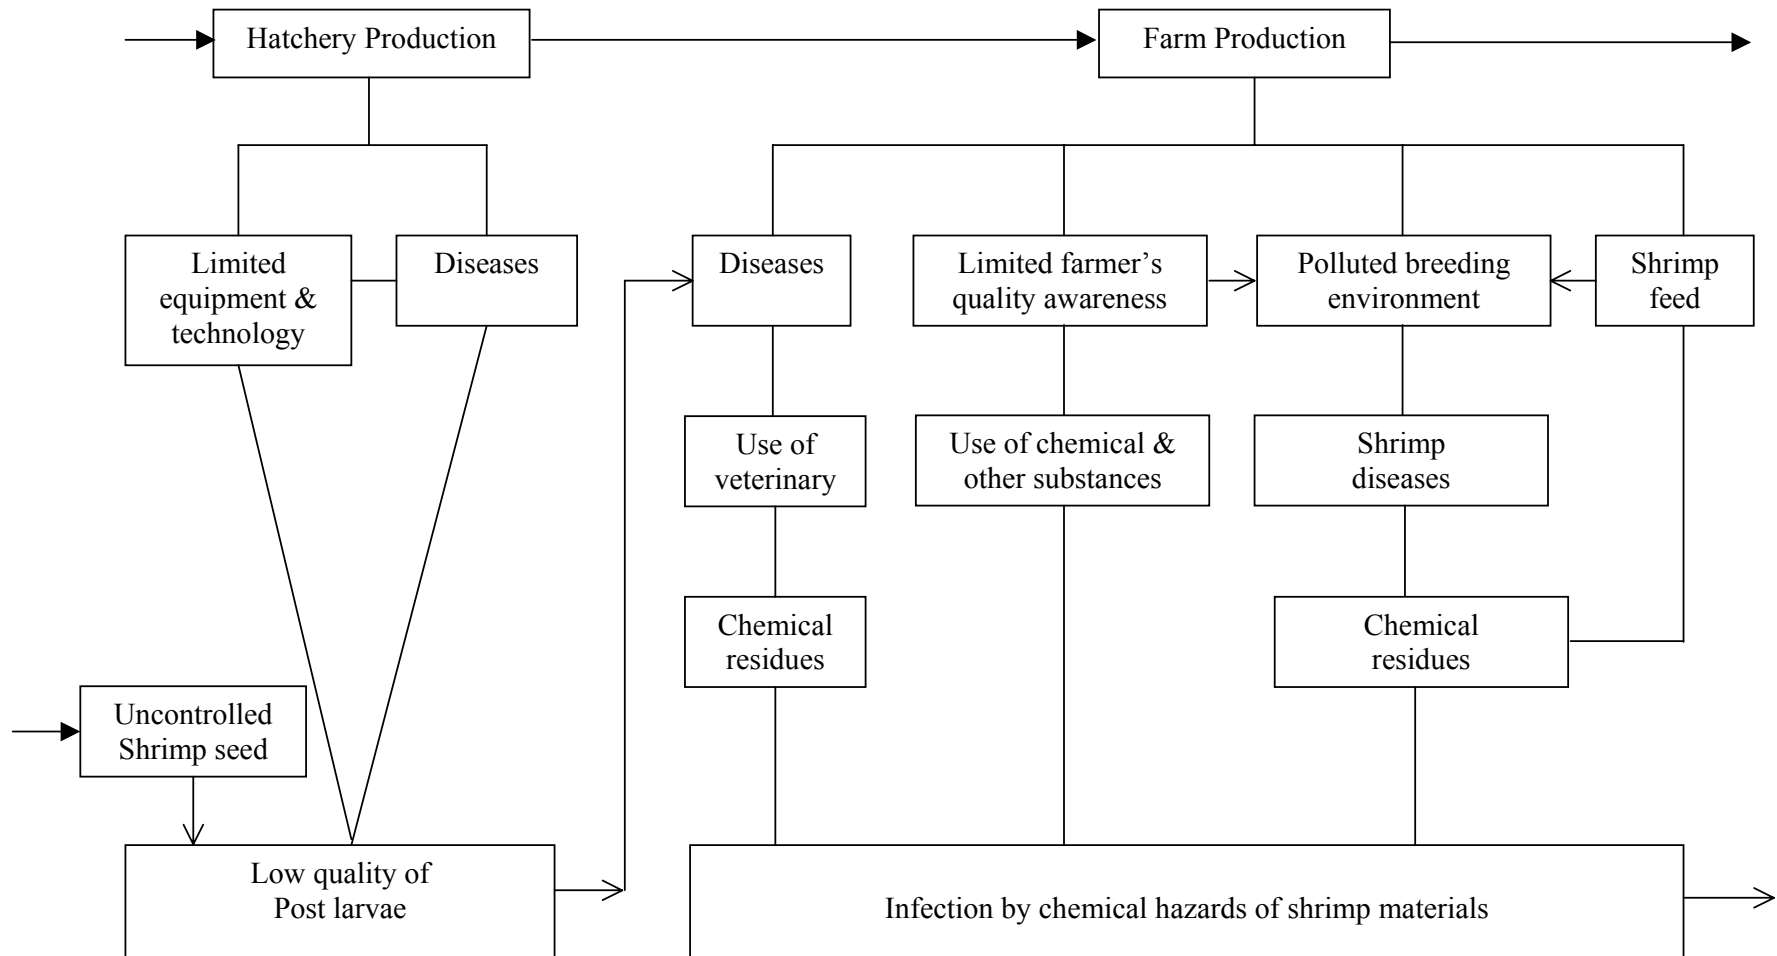 Hatchery Production
Farm Production
Limited
equipment &
technology
Diseases
Diseases
Limited farmer’s
quality awareness
Polluted breeding
environment
Shrimp
feed
Use of
veterinary
Use of chemical &
other substances
Shrimp
diseases
Chemical
residues
Chemical
residues
Uncontrolled
Shrimp seed
Low quality of
Post larvae
Infection by chemical hazards of shrimp materials